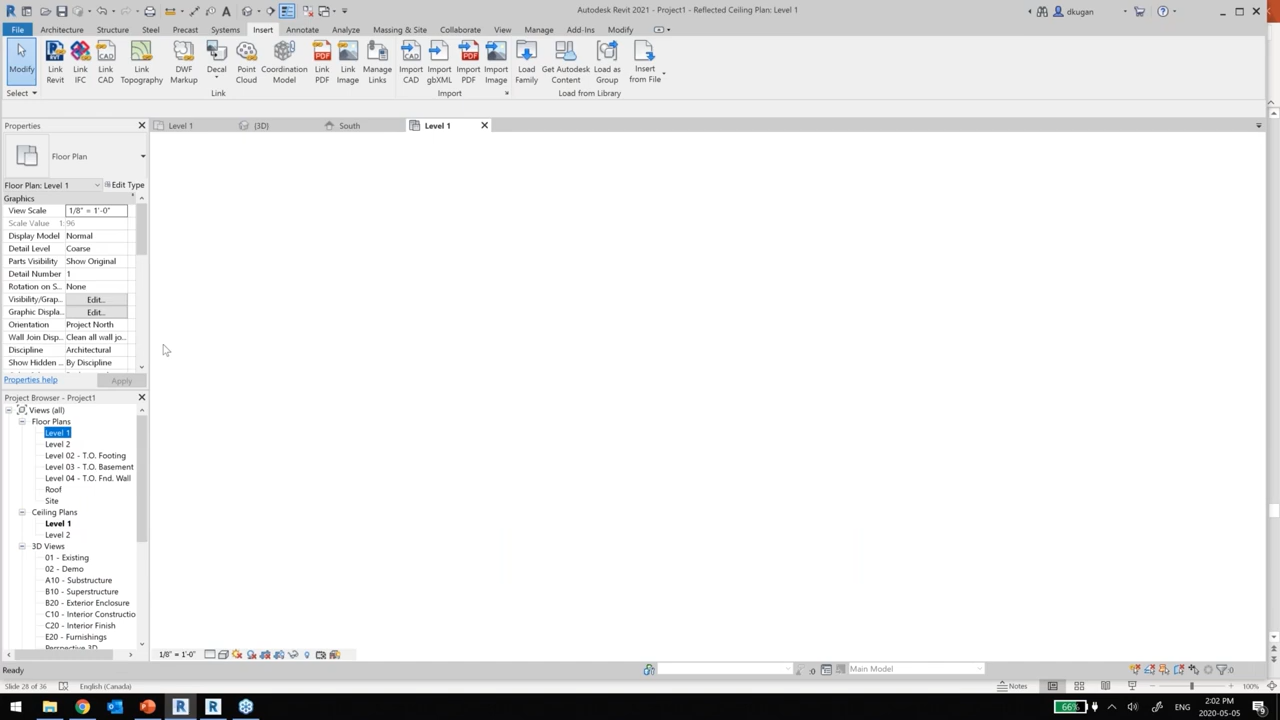 Autodesk Revit 2021 - Project1 - Reflected Ceiling Plan: Level 1
dkugan
File Architecture Structure Steel Precast Systems Insert Annotate Analyze Massing & Site Collaborate View Manage Add-Ins Modify
Modify
Link Revit
Link IFC
Link CAD
Link Topography
DWF Markup
Decal
Point Cloud
Coordination Model
Link PDF
Link Image
Manage Links
Import CAD
Import gbXML
Import PDF
Import Image
Load Family
Get Autodesk Content
Load as Group
Insert from File
Select
Link
Import
Load from Library
Properties
Level 1
(3D)
South
Level 1
Floor Plan
Floor Plan: Level 1
Edit Type
Graphics
View Scale 1/8" = 1'-0"
Scale Value 1: 96
Display Model Normal
Detail Level Coarse
Parts Visibility Show Original
Detail Number 1
Rotation on S... None
Visibility/Grap... Edit...
Graphic Displa... Edit...
Orientation Project North
Wall Join Disp... Clean all wall jo...
Discipline Architectural
Show Hidden ... By Discipline
Properties help
Apply
Project Browser - Project1
Views (all)
Floor Plans
Level 1
Level 2
Level 02 - T.O. Footing
Level 03 - T.O. Basement
Level 04 - T.O. Fnd. Wall
Roof
Site
Ceiling Plans
Level 1
Level 2
3D Views
01 - Existing
02 - Demo
A10 - Substructure
B10 - Superstructure
B20 - Exterior Enclosure
C10 - Interior Constructio
C20 - Interior Finish
E20 - Furnishings
1/8" = 1'-0"
Ready
:0
Main Model
:0
Slide 28 of 36
English (Canada)
Notes
100%
66%
ENG
2:02 PM
2020-05-05